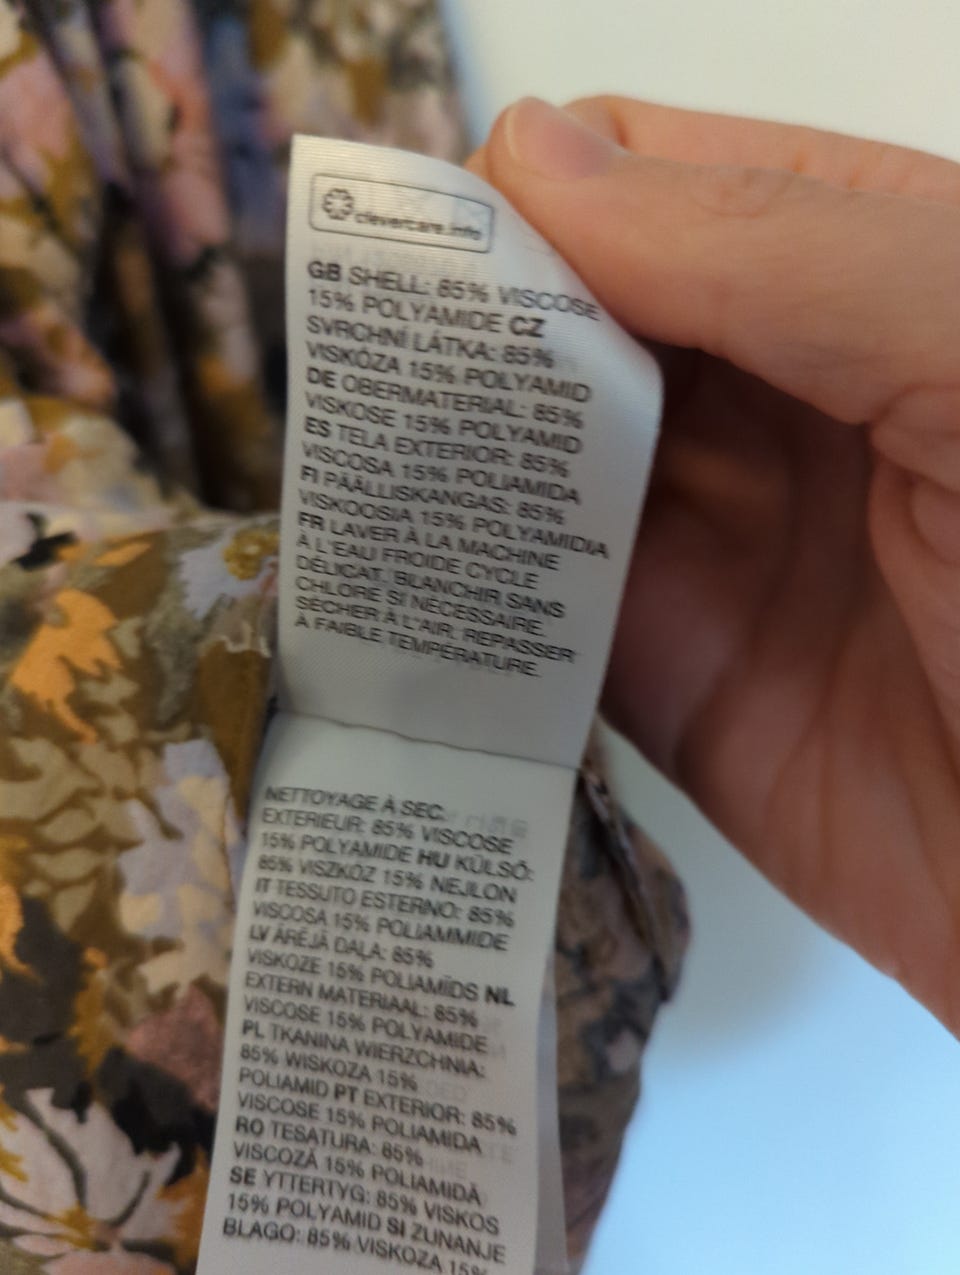 clevercare.info
GB SHELL: 85% VISCOSE
15% POLYAMIDE CZ
SVRCHNÍ LÁTKA: 85%
VISKÓZA 15% POLYAMID
DE OBERMATERIAL: 85%
VISKOSE 15% POLYAMID
ES TELA EXTERIOR: 85%
VISCOSA 15% POLIAMIDA
FI PÄÄLLISKANGAS: 85%
VISKOOSIA 15% POLYAMIDIA
FR LAVER À LA MACHINE
À L'EAU FROIDE CYCLE
DÉLICAT. BLANCHIR SANS
CHLORE SI NÉCESSAIRE.
SÉCHER À L'AIR. REPASSER
À FAIBLE TEMPÉRATURE.
NETTOYAGE À SEC.
EXTERIEUR: 85% VISCOSE
15% POLYAMIDE HU KÜLSŐ:
85% VISZKÓZ 15% NEJLON
IT TESSUTO ESTERNO: 85%
VISCOSA 15% POLIAMMIDE
LV ĀRĒJĀ DAĻA: 85%
VISKOZE 15% POLIAMĪDS NL
EXTERN MATERIAAL: 85%
VISCOSE 15% POLYAMIDE
PL TKANINA WIERZCHNIA:
85% WISKOZA 15%
POLIAMID PT EXTERIOR: 85%
VISCOSE 15% POLIAMIDA
RO TESATURA: 85%
VISCOZĂ 15% POLIAMIDĂ
SE YTTERTYG: 85% VISKOS
15% POLYAMID SI ZUNANJE
BLAGO: 85% VISKOZA 15%